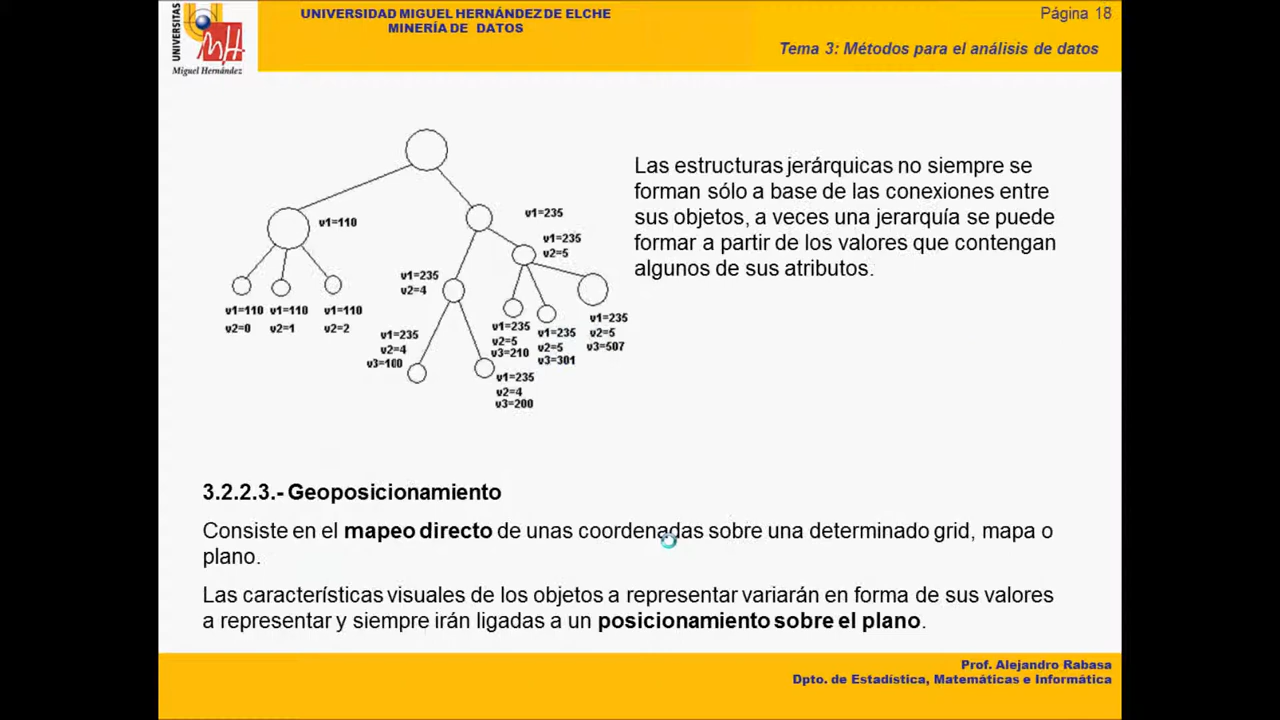 UNIVERSITAS
Miguel Hernández
UNIVERSIDAD MIGUEL HERNÁNDEZ DE ELCHE
MINERÍA DE DATOS
Página 18
Tema 3: Métodos para el análisis de datos
v1=110
v1=235
v1=235
v2=5
v1=235
v2=4
v1=110 v1=110 v1=110
v2=0 v2=1 v2=2
v1=235
v2=4
v3=100
v1=235
v2=5
v3=210
v1=235
v2=5
v3=301
v1=235
v2=5
v3=507
v1=235
v2=4
v3=200
Las estructuras jerárquicas no siempre se
forman sólo a base de las conexiones entre
sus objetos, a veces una jerarquía se puede
formar a partir de los valores que contengan
algunos de sus atributos.
3.2.2.3.- Geoposicionamiento
Consiste en el mapeo directo de unas coordenadas sobre una determinado grid, mapa o
plano.
Las características visuales de los objetos a representar variarán en forma de sus valores
a representar y siempre irán ligadas a un posicionamiento sobre el plano.
Prof. Alejandro Rabasa
Dpto. de Estadística, Matemáticas e Informática